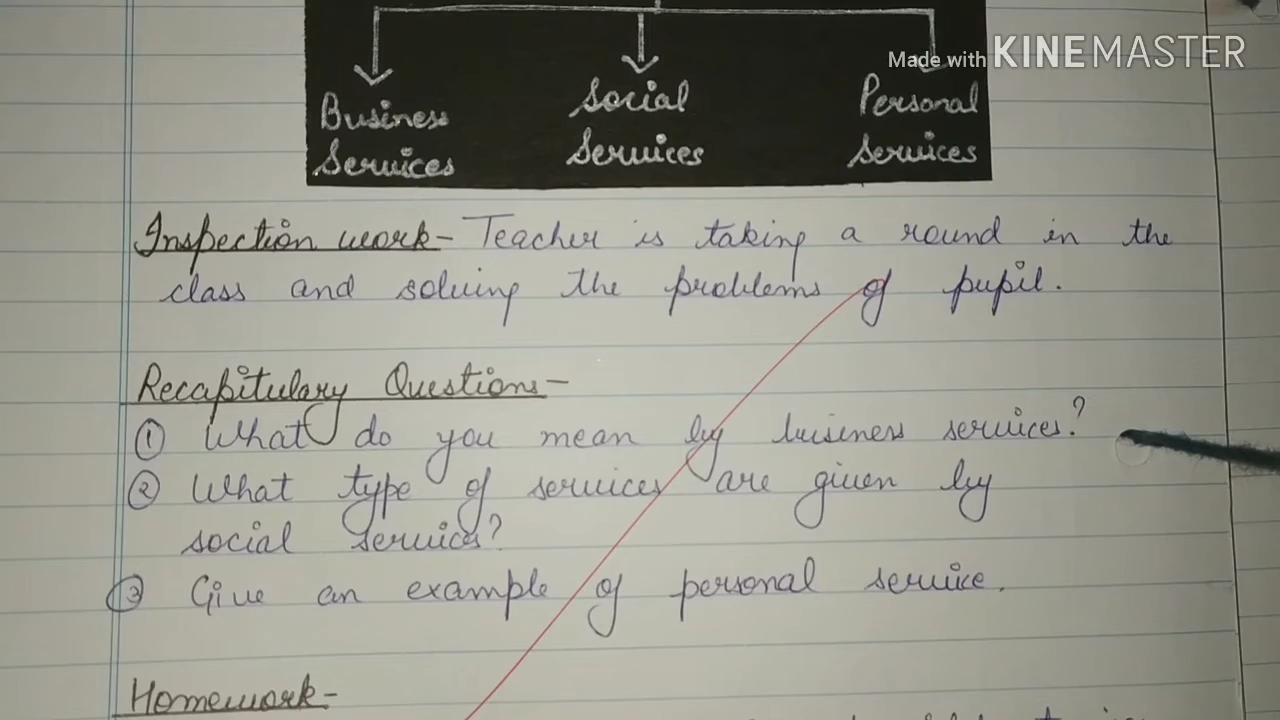 Made with KINEMASTER
Business Social Personal
Services Services Services
Inspection work- Teacher is taking a round in the
class and solving the problems of pupil.
Recapitulary Questions-
① What do you mean by business services?
② What type of services are given by
social services?
③ Give an example of personal service.
Homework-